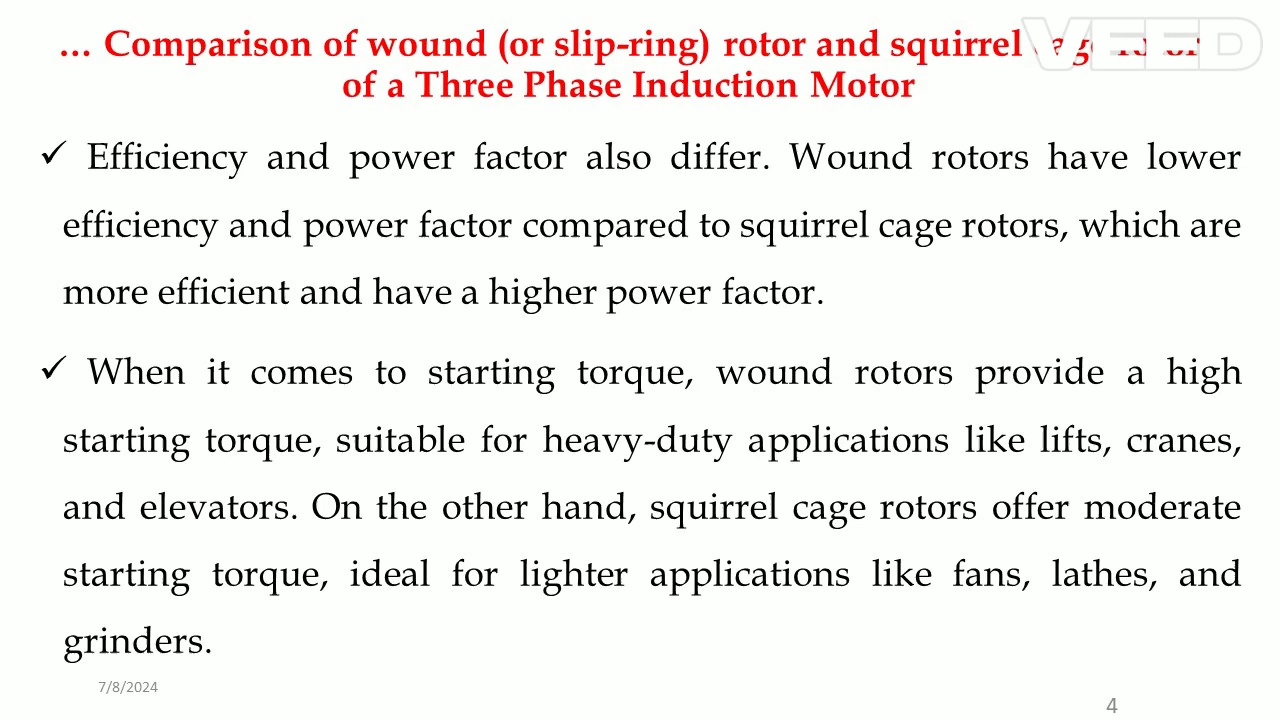 … Comparison of wound (or slip-ring) rotor and squirrel cage rotor
VEED
of a Three Phase Induction Motor
✓ Efficiency and power factor also differ. Wound rotors have lower
efficiency and power factor compared to squirrel cage rotors, which are
more efficient and have a higher power factor.
✓ When it comes to starting torque, wound rotors provide a high
starting torque, suitable for heavy-duty applications like lifts, cranes,
and elevators. On the other hand, squirrel cage rotors offer moderate
starting torque, ideal for lighter applications like fans, lathes, and
grinders.
7/8/2024
4